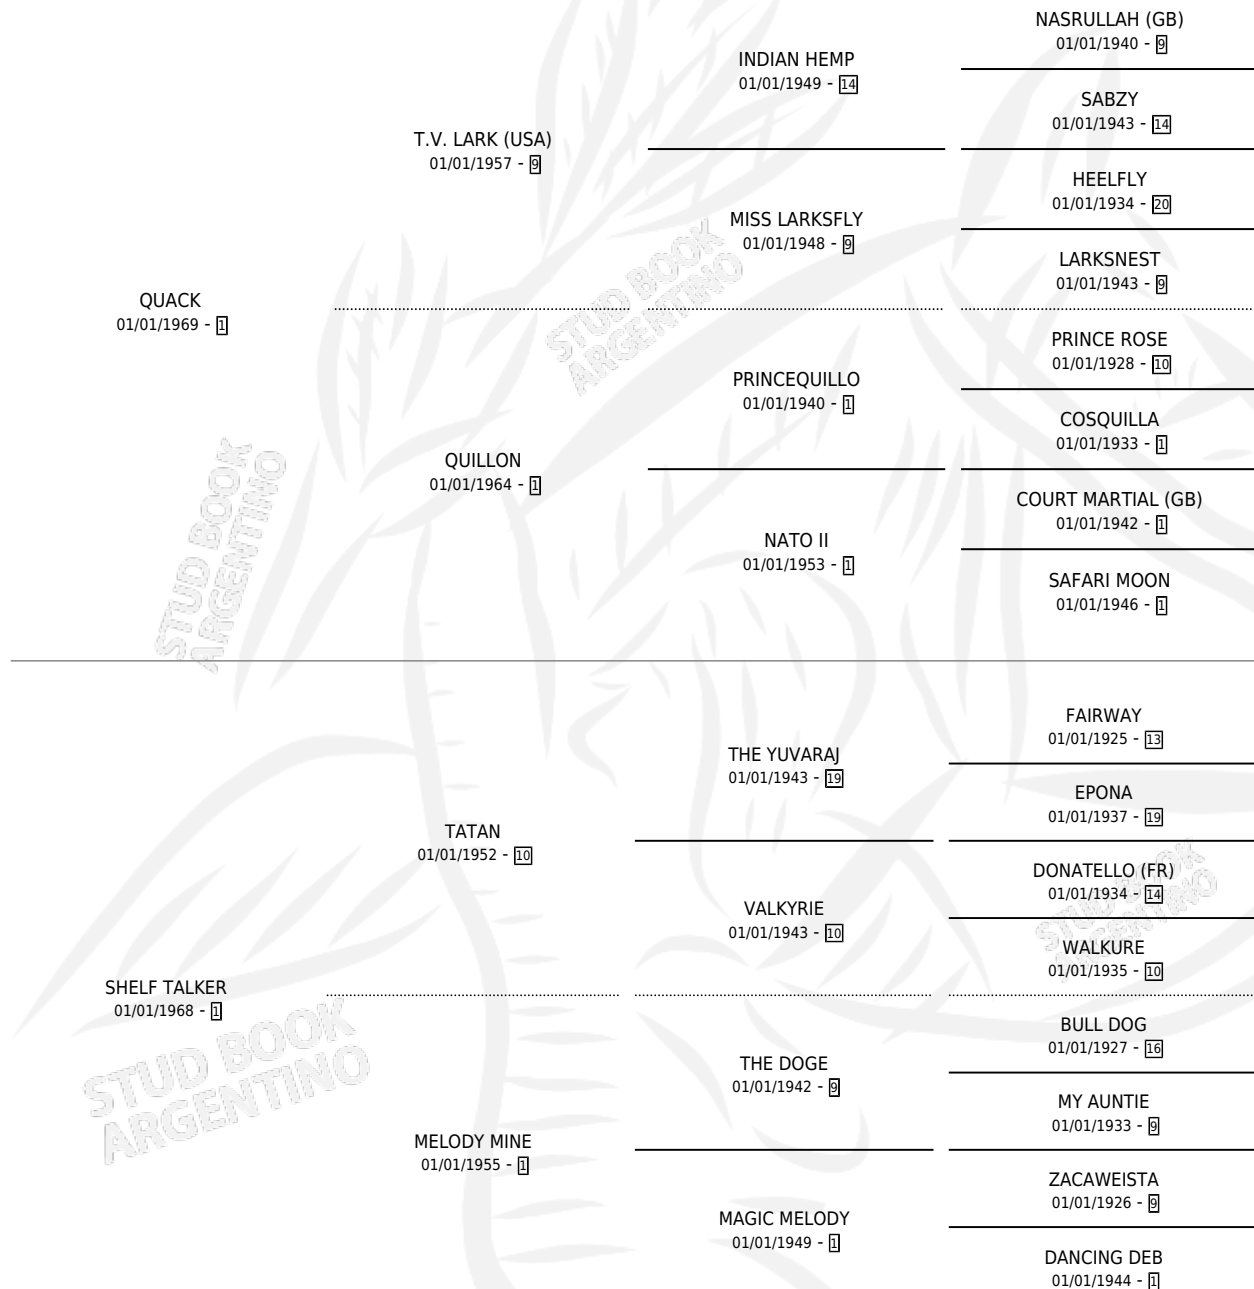 NASRULLAH (GB)
01/01/1940 - 9
INDIAN HEMP
01/01/1949 - 14
SABZY
01/01/1943 - 14
T.V. LARK (USA)
01/01/1957 - 9
HEELFLY
01/01/1934 - 20
MISS LARKSFLY
01/01/1948 - 9
LARKSNEST
01/01/1943 - 9
QUACK
01/01/1969 - 1
PRINCE ROSE
01/01/1928 - 10
PRINCEQUILLO
01/01/1940 - 1
COSQUILLA
01/01/1933 - 1
QUILLON
01/01/1964 - 1
COURT MARTIAL (GB)
01/01/1942 - 1
NATO II
01/01/1953 - 1
SAFARI MOON
01/01/1946 - 1
FAIRWAY
01/01/1925 - 13
THE YUVARAJ
01/01/1943 - 19
EPONA
01/01/1937 - 19
TATAN
01/01/1952 - 10
DONATELLO (FR)
01/01/1934 - 14
VALKYRIE
01/01/1943 - 10
WALKURE
01/01/1935 - 10
SHELF TALKER
01/01/1968 - 1
BULL DOG
01/01/1927 - 16
THE DOGE
01/01/1942 - 9
MY AUNTIE
01/01/1933 - 9
MELODY MINE
01/01/1955 - 1
ZACAWEISTA
01/01/1926 - 9
MAGIC MELODY
01/01/1949 - 1
DANCING DEB
01/01/1944 - 1
STUD BOOK
ARGENTINO
STUD BOOK
ARGENTINO
STUD BOOK
ARGENTINO
STUD BOOK
ARGENTINO